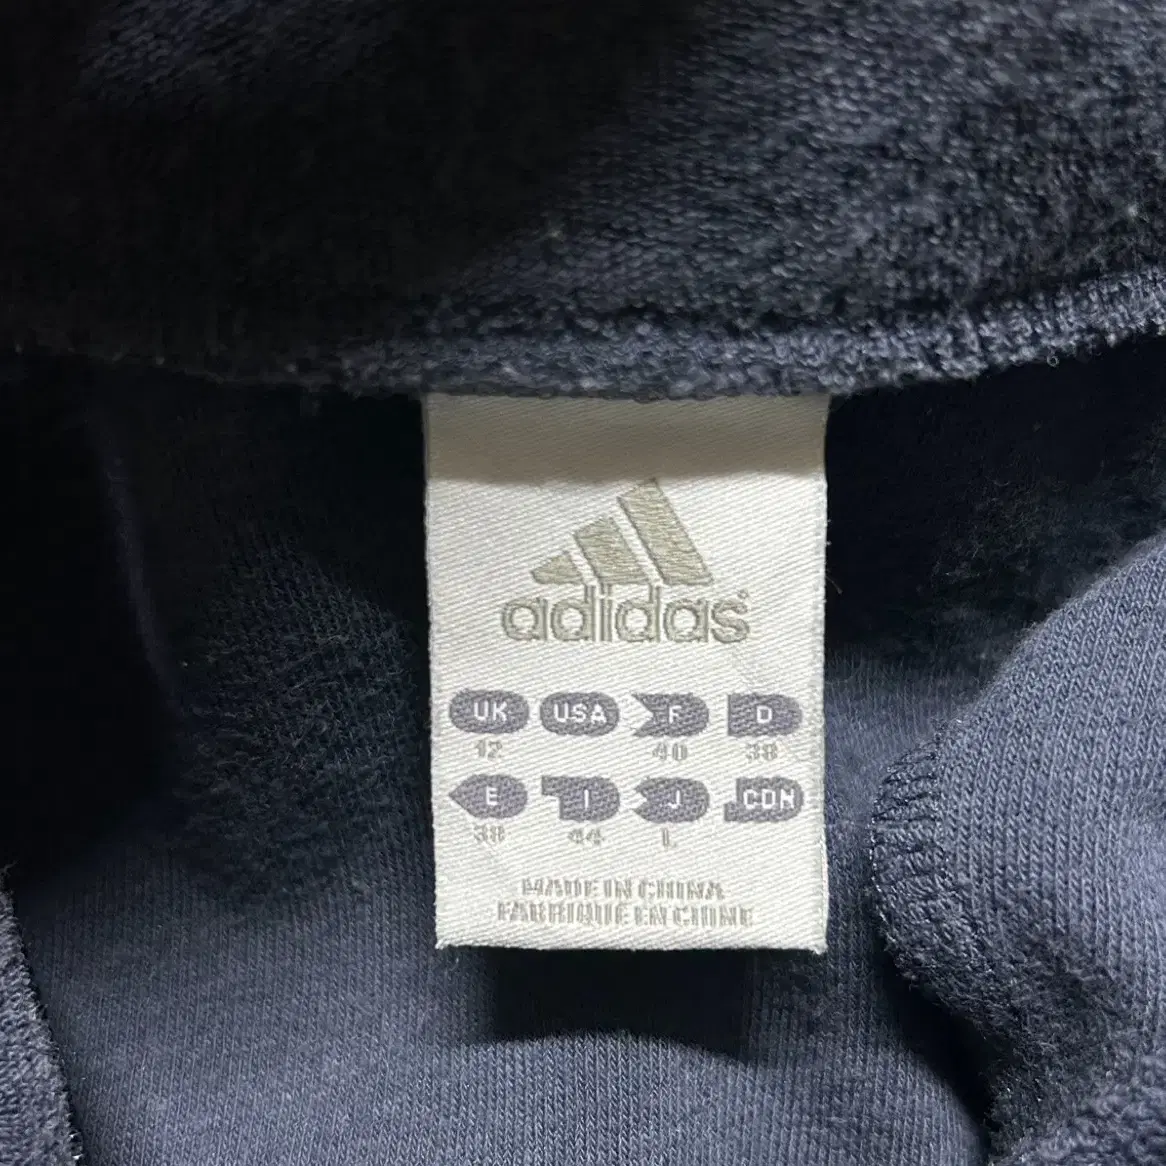 adidas
UK USA F D
12 40 38
E I J CDN
38 44 L
MADE IN CHINA
FABRIQUE EN CHINE